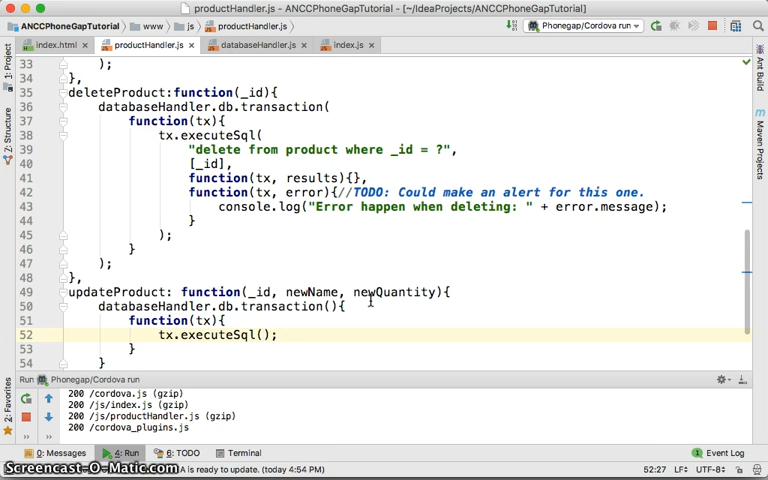 productHandler.js - ANCCPhoneGapTutorial - [~/IdeaProjects/ANCCPhoneGapTutorial]
ANCCPhoneGapTutorial www js productHandler.js Phonegap/Cordova run
index.html productHandler.js databaseHandler.js index.js
33 );
34 },
35 deleteProduct:function(_id){
36 databaseHandler.db.transaction(
37 function(tx){
38 tx.executeSql(
39 "delete from product where _id = ?",
40 [_id],
41 function(tx, results){},
42 function(tx, error){//TODO: Could make an alert for this one.
43 console.log("Error happen when deleting: " + error.message);
44 }
45 );
46 }
47 );
48 },
49 updateProduct: function(_id, newName, newQuantity){
50 databaseHandler.db.transaction(){
51 function(tx){
52 tx.executeSql();
53 }
54 }
1: Project
7: Structure
2: Favorites
Ant Build
Maven Projects
Run Phonegap/Cordova run
200 /cordova.js (gzip)
200 /js/index.js (gzip)
200 /js/productHandler.js (gzip)
200 /cordova_plugins.js
0: Messages 4: Run 6: TODO Terminal Event Log
Screencast-O-Matic.com
A is ready to update. (today 4:54 PM) 52:27 LF÷ UTF-8÷